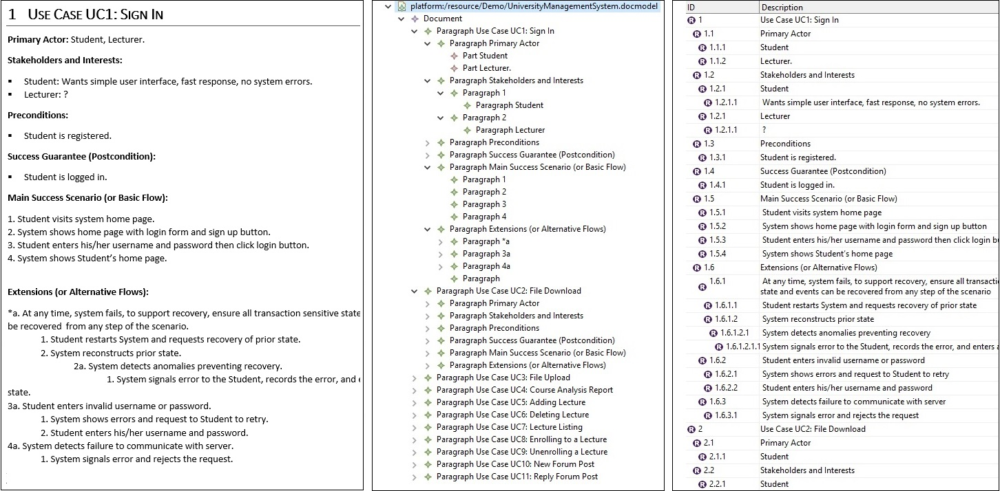 1 USE CASE UC1: SIGN IN
Primary Actor: Student, Lecturer.
Stakeholders and Interests:
▪ Student: Wants simple user interface, fast response, no system errors.
▪ Lecturer: ?
Preconditions:
▪ Student is registered.
Success Guarantee (Postcondition):
▪ Student is logged in.
Main Success Scenario (or Basic Flow):
1. Student visits system home page.
2. System shows home page with login form and sign up button.
3. Student enters his/her username and password then click login button.
4. System shows Student's home page.
Extensions (or Alternative Flows):
*a. At any time, system fails, to support recovery, ensure all transaction sensitive state
be recovered from any step of the scenario.
1. Student restarts System and requests recovery of prior state.
2. System reconstructs prior state.
2a. System detects anomalies preventing recovery.
1. System signals error to the Student, records the error, and e
state.
3a. Student enters invalid username or password.
1. System shows errors and request to Student to retry.
2. Student enters his/her username and password.
4a. System detects failure to communicate with server.
1. System signals error and rejects the request.
platform:/resource/Demo/UniversityManagementSystem.docmodel
Document
Paragraph Use Case UC1: Sign In
Paragraph Primary Actor
Part Student
Part Lecturer.
Paragraph Stakeholders and Interests
Paragraph 1
Paragraph Student
Paragraph 2
Paragraph Lecturer
Paragraph Preconditions
Paragraph Success Guarantee (Postcondition)
Paragraph Main Success Scenario (or Basic Flow)
Paragraph 1
Paragraph 2
Paragraph 3
Paragraph 4
Paragraph Extensions (or Alternative Flows)
Paragraph *a
Paragraph 3a
Paragraph 4a
Paragraph
Paragraph Use Case UC2: File Download
Paragraph Primary Actor
Paragraph Stakeholders and Interests
Paragraph Preconditions
Paragraph Success Guarantee (Postcondition)
Paragraph Main Success Scenario (or Basic Flow)
Paragraph Extensions (or Alternative Flows)
Paragraph Use Case UC3: File Upload
Paragraph Use Case UC4: Course Analysis Report
Paragraph Use Case UC5: Adding Lecture
Paragraph Use Case UC6: Deleting Lecture
Paragraph Use Case UC7: Lecture Listing
Paragraph Use Case UC8: Enrolling to a Lecture
Paragraph Use Case UC9: Unenrolling a Lecture
Paragraph Use Case UC10: New Forum Post
Paragraph Use Case UC11: Reply Forum Post
ID Description
R 1 Use Case UC1: Sign In
R 1.1 Primary Actor
R 1.1.1 Student
R 1.1.2 Lecturer.
R 1.2 Stakeholders and Interests
R 1.2.1 Student
R 1.2.1.1 Wants simple user interface, fast response, no system errors.
R 1.2.1 Lecturer
R 1.2.1.1 ?
R 1.3 Preconditions
R 1.3.1 Student is registered.
R 1.4 Success Guarantee (Postcondition)
R 1.4.1 Student is logged in.
R 1.5 Main Success Scenario (or Basic Flow)
R 1.5.1 Student visits system home page
R 1.5.2 System shows home page with login form and sign up button
R 1.5.3 Student enters his/her username and password then click login b
R 1.5.4 System shows Student's home page
R 1.6 Extensions (or Alternative Flows)
R 1.6.1 At any time, system fails, to support recovery, ensure all transacti
state and events can be recovered from any step of the scenario
R 1.6.1.1 Student restarts System and requests recovery of prior state
R 1.6.1.2 System reconstructs prior state
R 1.6.1.2.1 System detects anomalies preventing recovery
R 1.6.1.2.1.1 System signals error to the Student, records the error, and enters a
R 1.6.2 Student enters invalid username or password
R 1.6.2.1 System shows errors and request to Student to retry
R 1.6.2.2 Student enters his/her username and password
R 1.6.3 System detects failure to communicate with server
R 1.6.3.1 System signals error and rejects the request
R 2 Use Case UC2: File Download
R 2.1 Primary Actor
R 2.1.1 Student
R 2.2 Stakeholders and Interests
R 2.2.1 Student